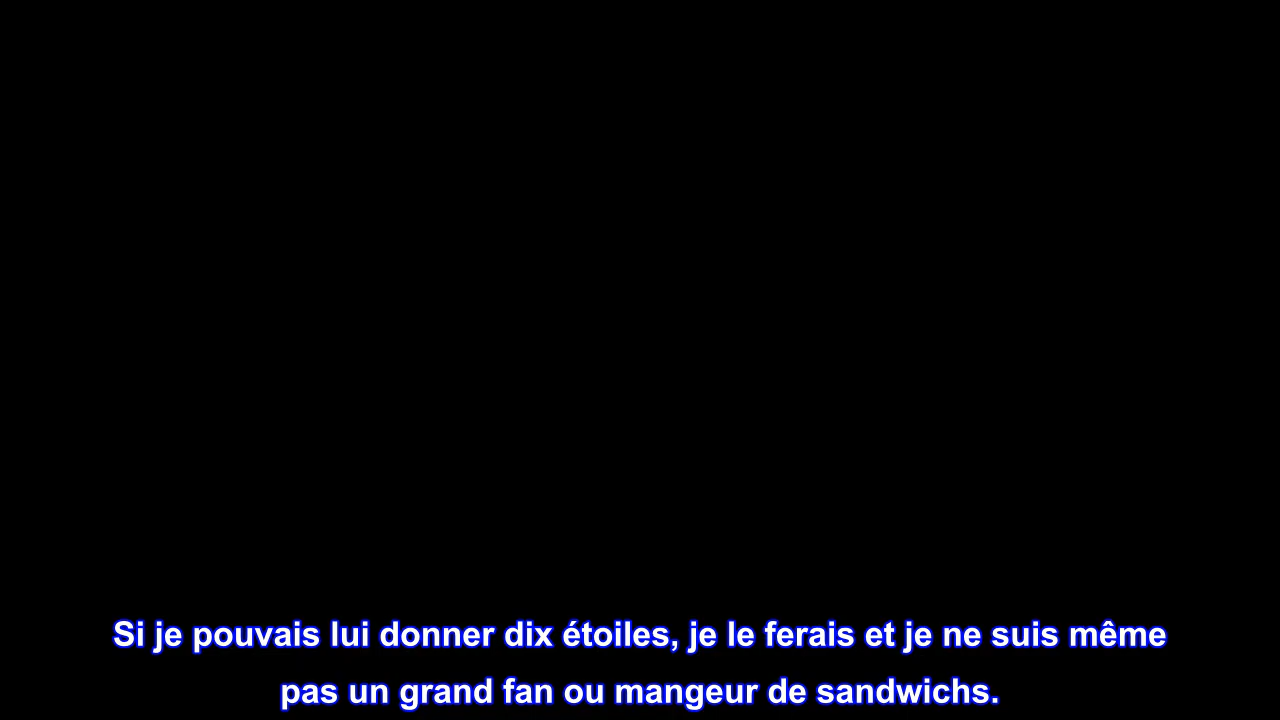 Si je pouvais lui donner dix étoiles, je le ferais et je ne suis même
pas un grand fan ou mangeur de sandwichs.